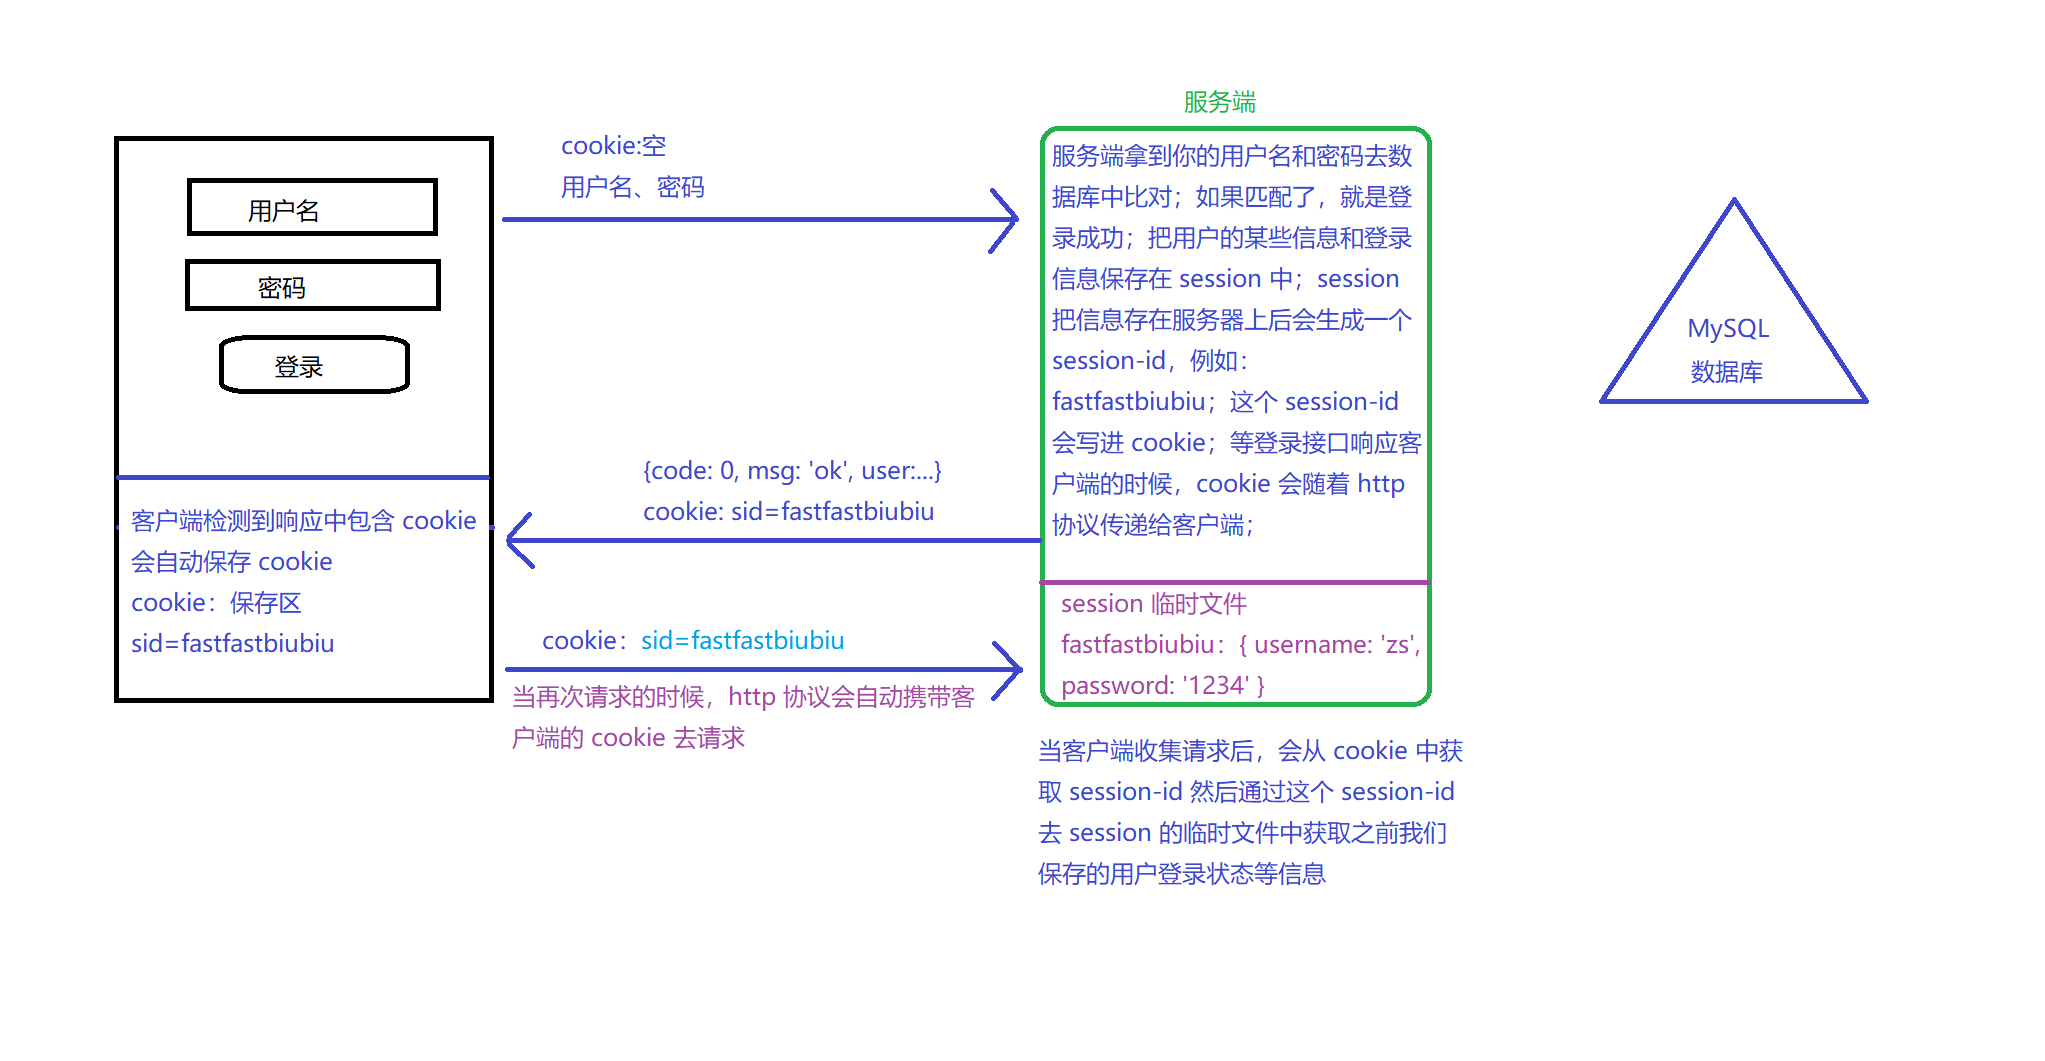 用户名
密码
登录
客户端检测到响应中包含 cookie
会自动保存 cookie
cookie：保存区
sid=fastfastbiubiu
cookie:空
用户名、密码
{code: 0, msg: 'ok', user:...}
cookie: sid=fastfastbiubiu
cookie：sid=fastfastbiubiu
当再次请求的时候，http 协议会自动携带客
户端的 cookie 去请求
服务端
服务端拿到你的用户名和密码去数
据库中比对；如果匹配了，就是登
录成功；把用户的某些信息和登录
信息保存在 session 中；session
把信息存在服务器上后会生成一个
session-id，例如：
fastfastbiubiu；这个 session-id
会写进 cookie；等登录接口响应客
户端的时候，cookie 会随着 http
协议传递给客户端；
session 临时文件
fastfastbiubiu：{ username: 'zs',
password: '1234' }
当客户端收集请求后，会从 cookie 中获
取 session-id 然后通过这个 session-id
去 session 的临时文件中获取之前我们
保存的用户登录状态等信息
MySQL
数据库